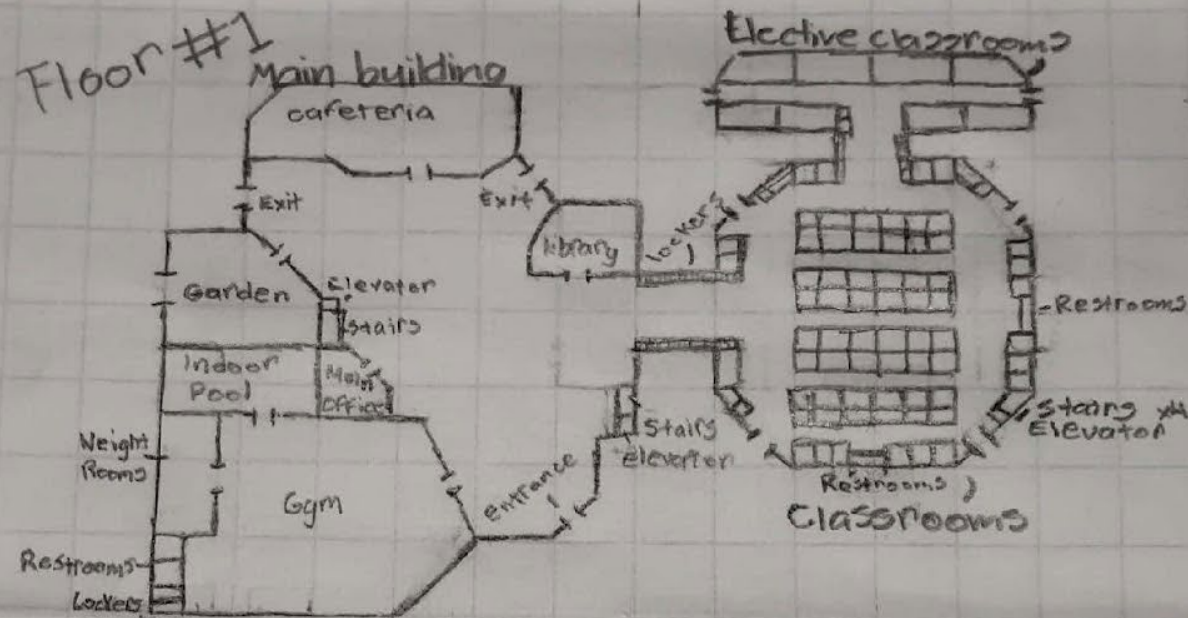 Floor #1
Main building
cafeteria
Elective classrooms
Exit
Exit
library
lockers
Garden
Elevator
Stairs
Indoor
Pool
Main
Office
Restrooms
Weight
Rooms
Gym
Entrance
Stairs
elevertor
Stairs
Elevator
Restrooms
Classrooms
Restrooms
Lockers